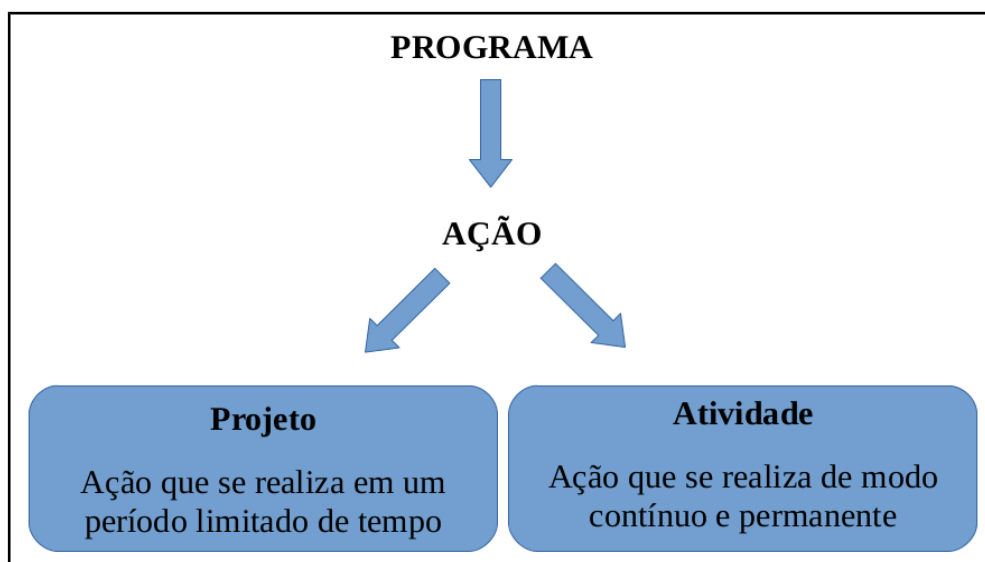 PROGRAMA
AÇÃO
Projeto
Ação que se realiza em um
período limitado de tempo
Atividade
Ação que se realiza de modo
contínuo e permanente